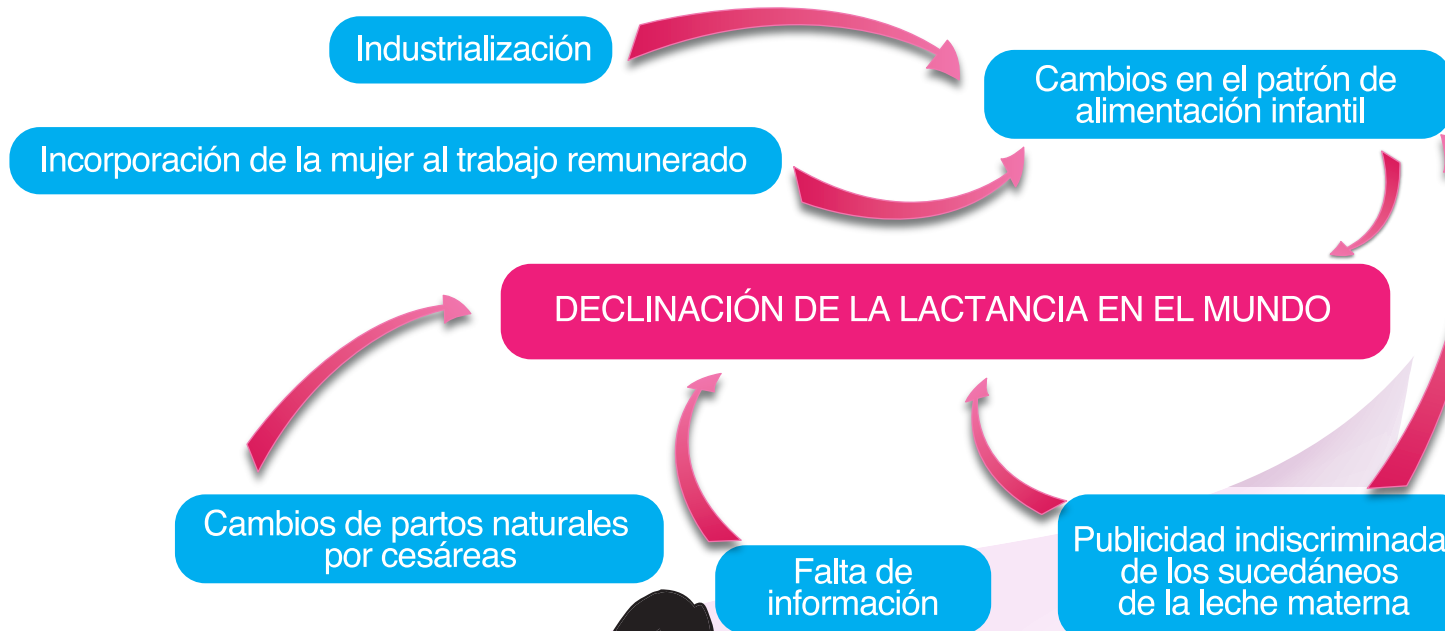 Industrialización
Cambios en el patrón de
alimentación infantil
Incorporación de la mujer al trabajo remunerado
DECLINACIÓN DE LA LACTANCIA EN EL MUNDO
Cambios de partos naturales
por cesáreas
Falta de
información
Publicidad indiscriminada
de los sucedáneos
de la leche materna